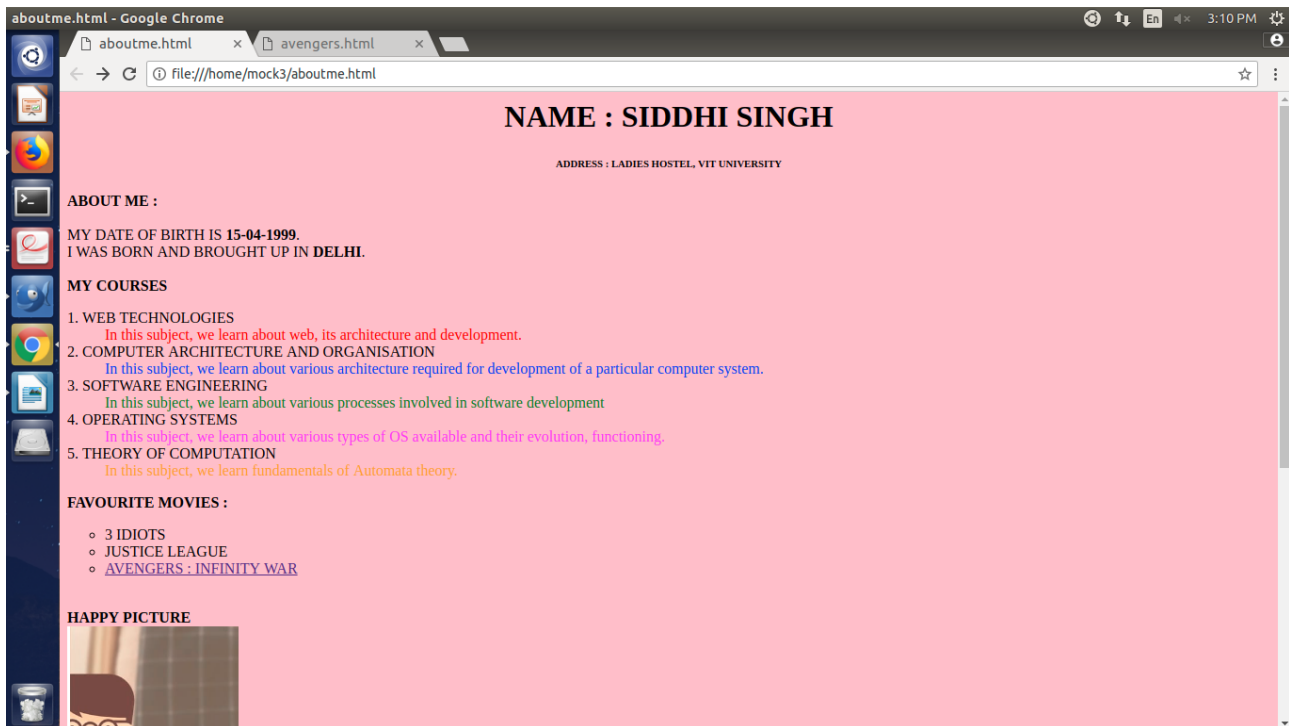 aboutme.html - Google Chrome
En
3:10 PM
aboutme.html
avengers.html
file:///home/mock3/aboutme.html
NAME : SIDDHI SINGH
ADDRESS : LADIES HOSTEL, VIT UNIVERSITY
ABOUT ME :
MY DATE OF BIRTH IS 15-04-1999.
I WAS BORN AND BROUGHT UP IN DELHI.
MY COURSES
1. WEB TECHNOLOGIES
In this subject, we learn about web, its architecture and development.
2. COMPUTER ARCHITECTURE AND ORGANISATION
In this subject, we learn about various architecture required for development of a particular computer system.
3. SOFTWARE ENGINEERING
In this subject, we learn about various processes involved in software development
4. OPERATING SYSTEMS
In this subject, we learn about various types of OS available and their evolution, functioning.
5. THEORY OF COMPUTATION
In this subject, we learn fundamentals of Automata theory.
FAVOURITE MOVIES :
3 IDIOTS
JUSTICE LEAGUE
AVENGERS : INFINITY WAR
HAPPY PICTURE